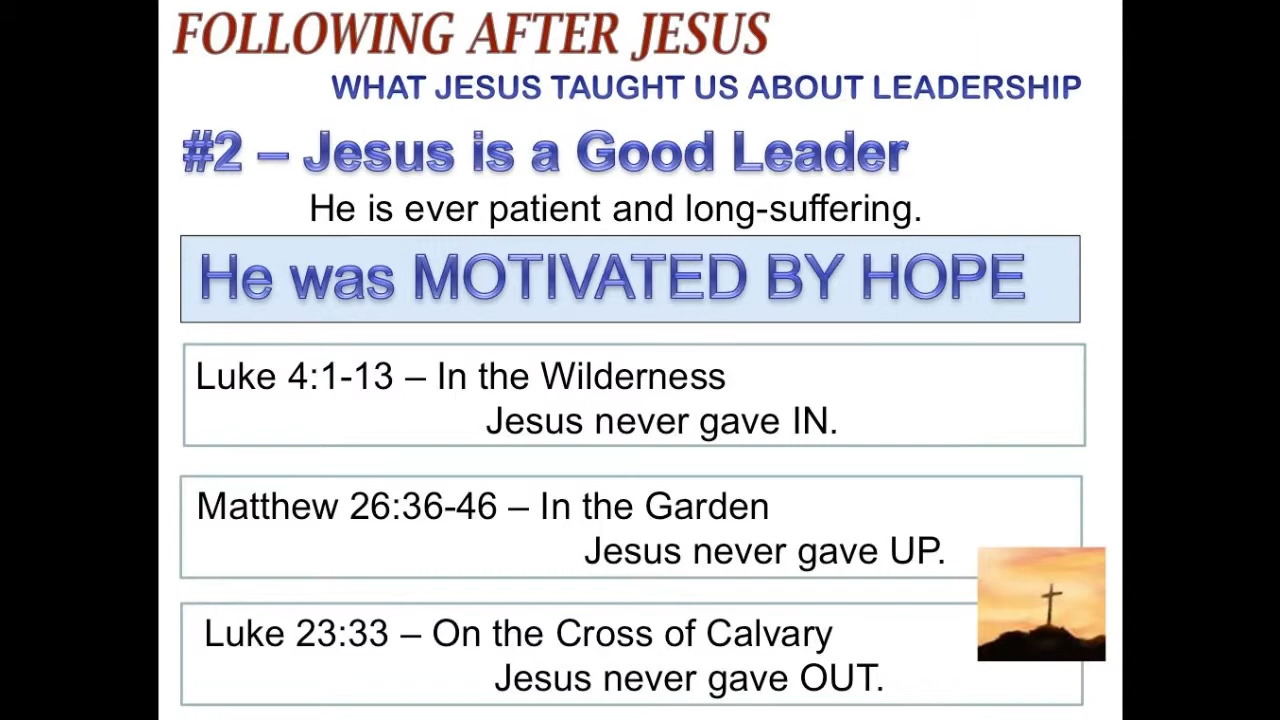 FOLLOWING AFTER JESUS
WHAT JESUS TAUGHT US ABOUT LEADERSHIP
#2 – Jesus is a Good Leader
He is ever patient and long-suffering.
He was MOTIVATED BY HOPE
Luke 4:1-13 – In the Wilderness
Jesus never gave IN.
Matthew 26:36-46 – In the Garden
Jesus never gave UP.
Luke 23:33 – On the Cross of Calvary
Jesus never gave OUT.